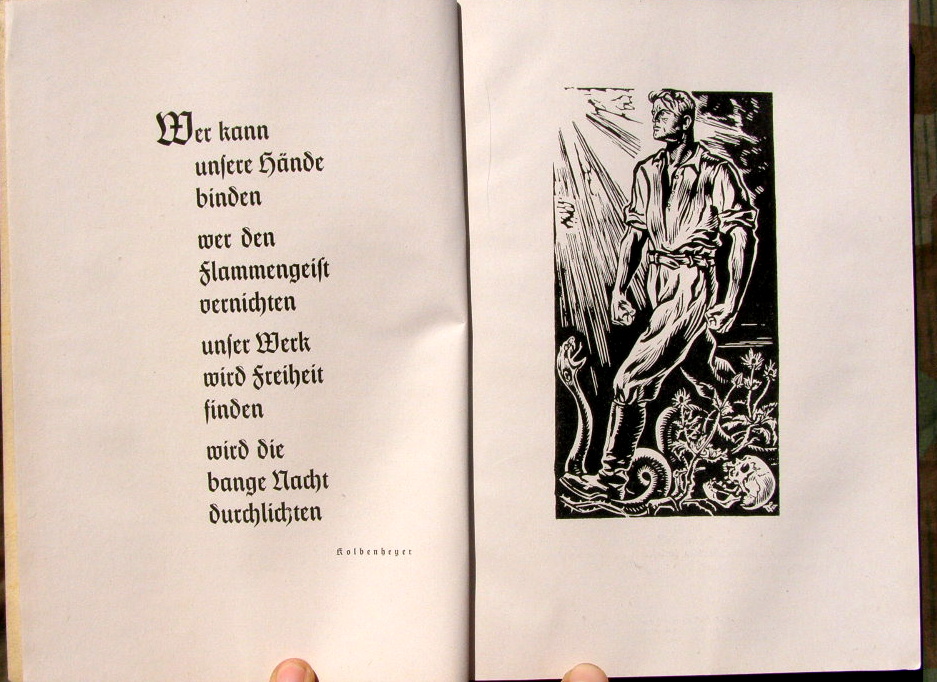 Wer kann
unſere Hände
binden
wer den
Flammengeiſt
vernichten
unſer Werk
wird Freiheit
finden
wird die
bange Nacht
durchlichten
Kolbenheyer